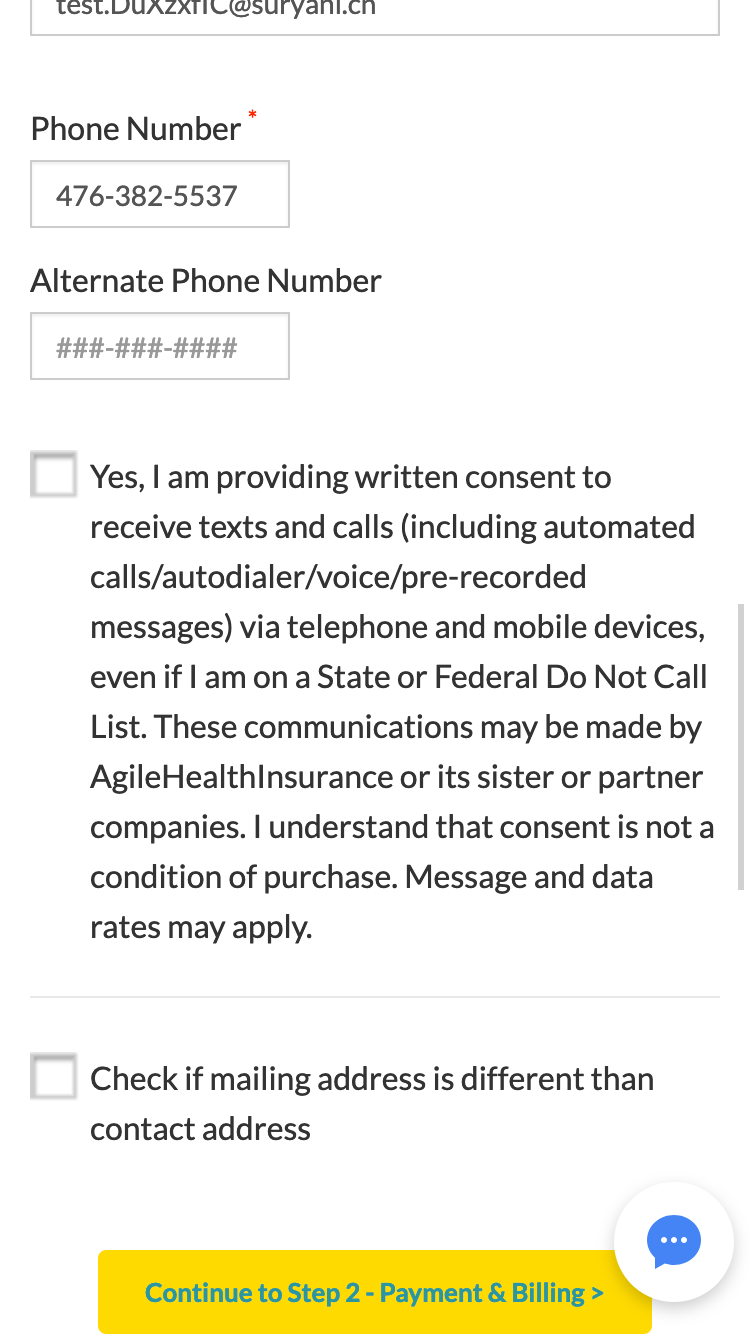 Phone Number *
476-382-5537
Alternate Phone Number
###-###-####
Yes, I am providing written consent to
receive texts and calls (including automated
calls/autodialer/voice/pre-recorded
messages) via telephone and mobile devices,
even if I am on a State or Federal Do Not Call
List. These communications may be made by
AgileHealthInsurance or its sister or partner
companies. I understand that consent is not a
condition of purchase. Message and data
rates may apply.
Check if mailing address is different than
contact address
Continue to Step 2 - Payment & Billing >